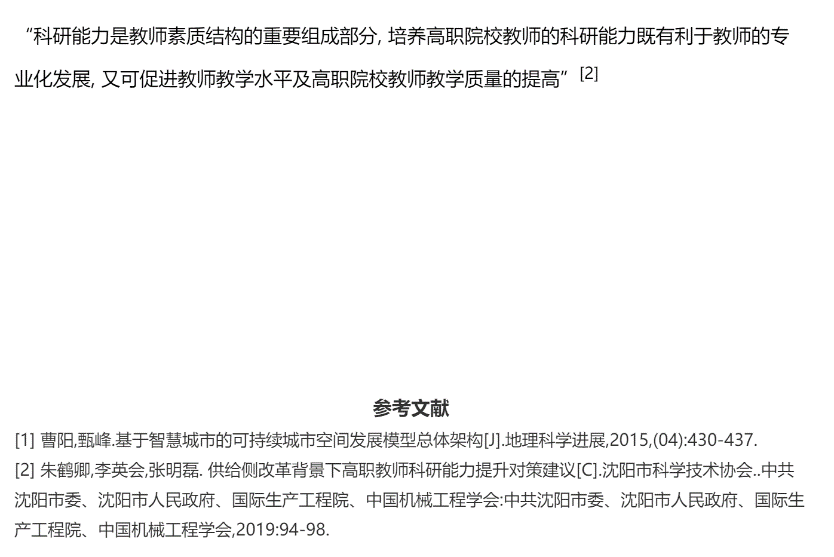 “科研能力是教师素质结构的重要组成部分, 培养高职院校教师的科研能力既有利于教师的专
业化发展, 又可促进教师教学水平及高职院校教师教学质量的提高”[2]
参考文献
[1] 曹阳,甄峰.基于智慧城市的可持续城市空间发展模型总体架构[J].地理科学进展,2015,(04):430-437.
[2] 朱鹤卿,李英会,张明磊. 供给侧改革背景下高职教师科研能力提升对策建议[C].沈阳市科学技术协会..中共
沈阳市委、沈阳市人民政府、国际生产工程院、中国机械工程学会:中共沈阳市委、沈阳市人民政府、国际生
产工程院、中国机械工程学会,2019:94-98.